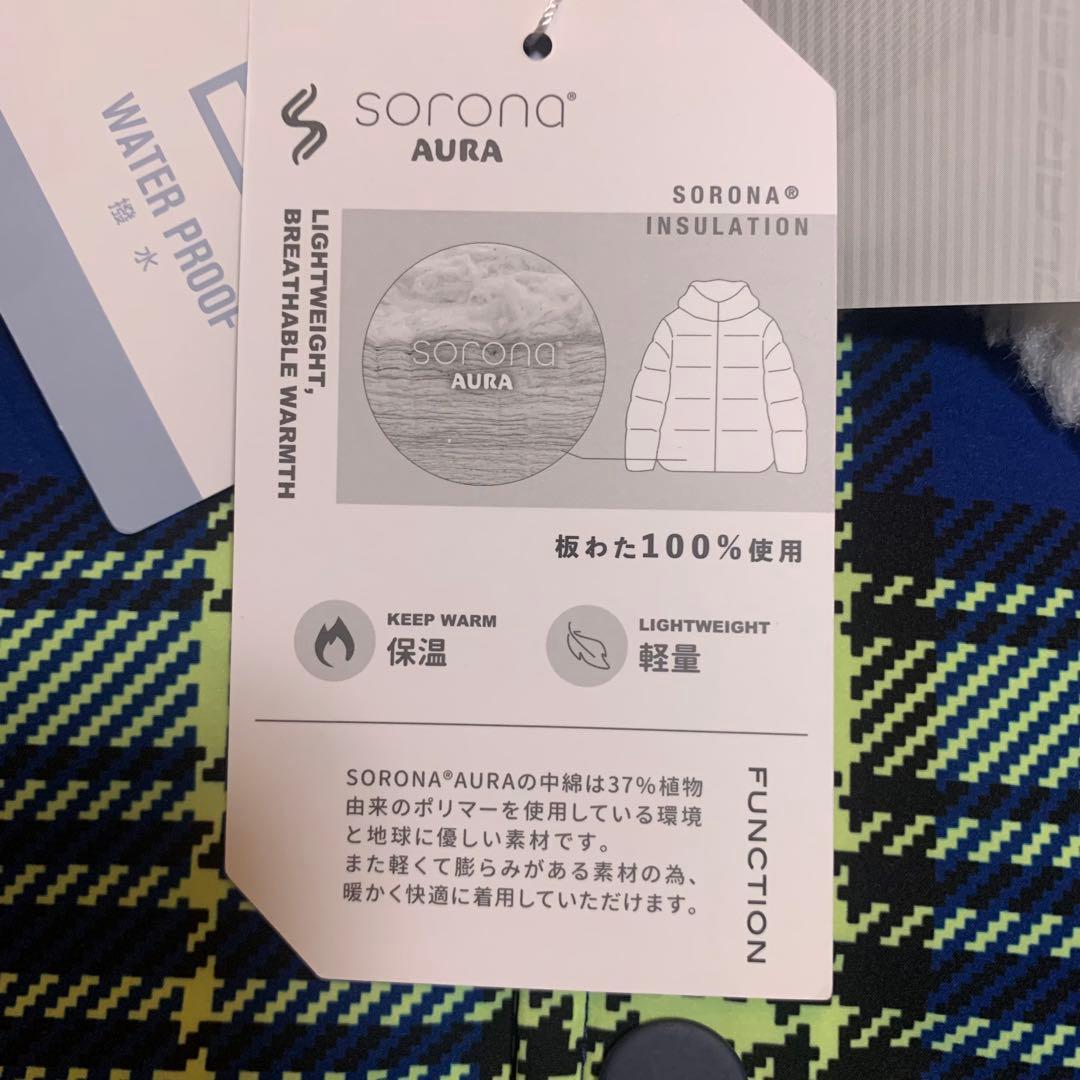 WATER PROOF
撥水
sorona®
AURA
LIGHTWEIGHT,
BREATHABLE WARMTH
SORONA®
INSULATION
sorona®
AURA
板わた100%使用
KEEP WARM
保温
LIGHTWEIGHT
軽量
SORONA®AURAの中綿は37%植物
由来のポリマーを使用している環境
と地球に優しい素材です。
また軽くて膨らみがある素材の為、
暖かく快適に着用していただけます。
FUNCTION